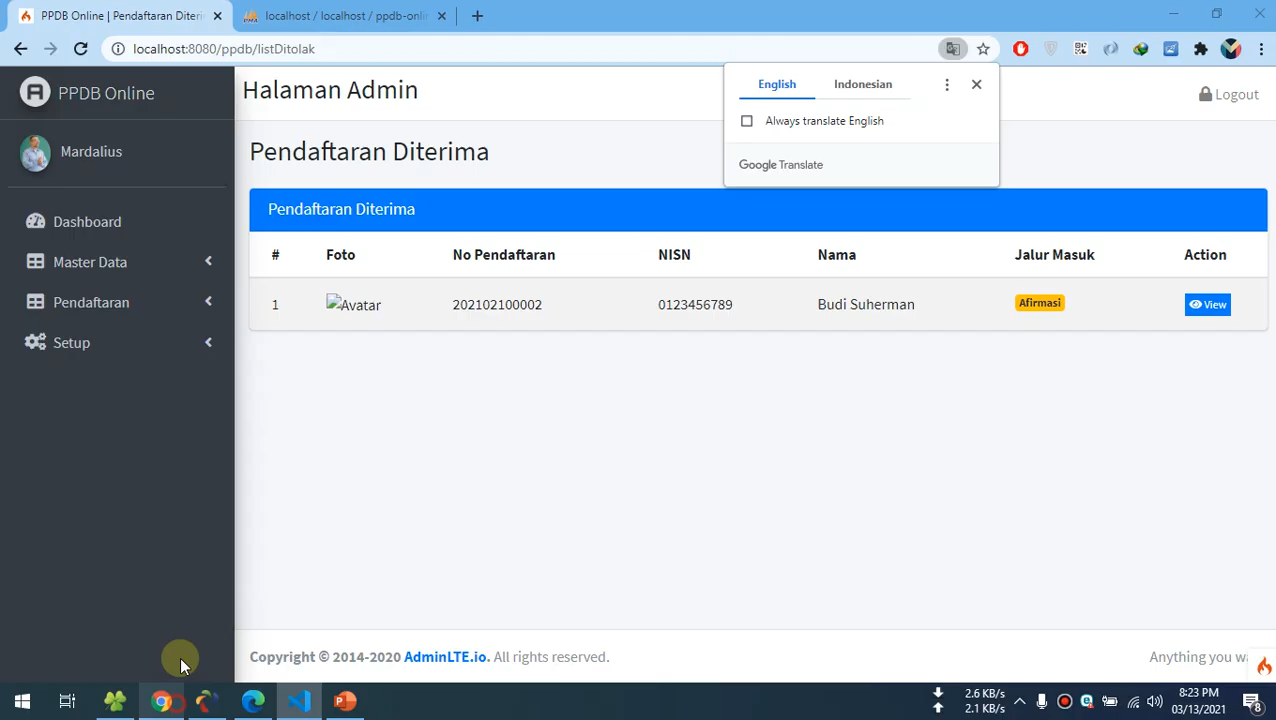 PPDB Online | Pendaftaran Diteri
localhost / localhost / ppdb-onli
localhost:8080/ppdb/listDitolak
PPDB Online
Mardalius
Dashboard
Master Data
Pendaftaran
Setup
Halaman Admin
Logout
English
Indonesian
Always translate English
Google Translate
Pendaftaran Diterima
Pendaftaran Diterima
# Foto No Pendaftaran NISN Nama Jalur Masuk Action
1 Avatar 202102100002 0123456789 Budi Suherman Afirmasi View
Copyright © 2014-2020 AdminLTE.io. All rights reserved.
Anything you wa
2.6 KB/s
2.1 KB/s
8:23 PM
03/13/2021
8